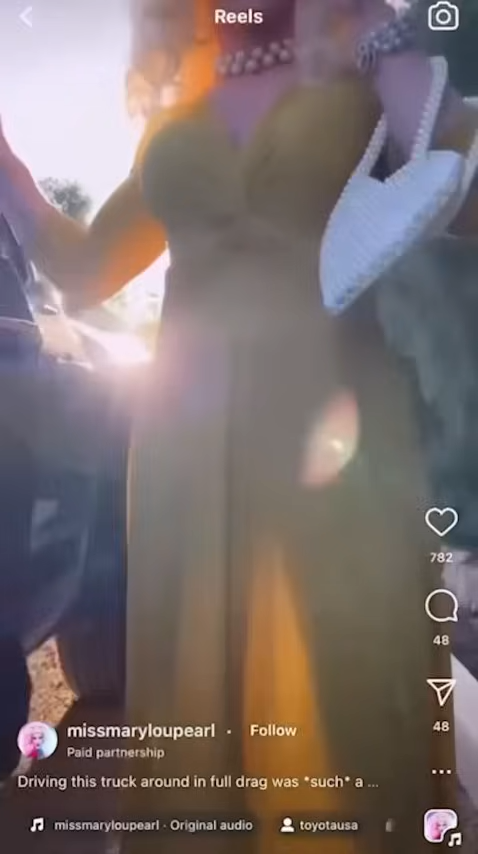 Reels
782
48
48
missmaryloupearl · Follow
Paid partnership
Driving this truck around in full drag was *such* a ...
missmaryloupearl · Original audio
toyotausa